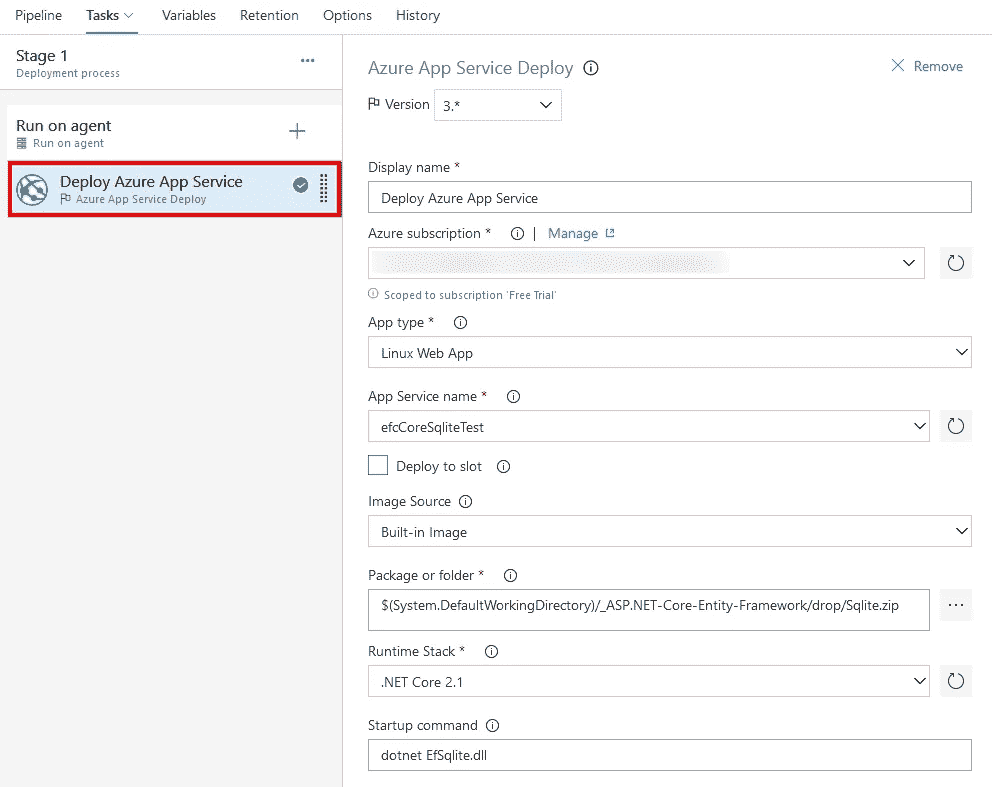 Pipeline Tasks Variables Retention Options History
Stage 1
Deployment process
Run on agent
Run on agent
Deploy Azure App Service
Azure App Service Deploy
Azure App Service Deploy
Remove
Version 3.*
Display name *
Deploy Azure App Service
Azure subscription * | Manage
Scoped to subscription 'Free Trial'
App type *
Linux Web App
App Service name *
efcCoreSqliteTest
Deploy to slot
Image Source
Built-in Image
Package or folder *
$(System.DefaultWorkingDirectory)/_ASP.NET-Core-Entity-Framework/drop/Sqlite.zip
Runtime Stack *
.NET Core 2.1
Startup command
dotnet EfSqlite.dll